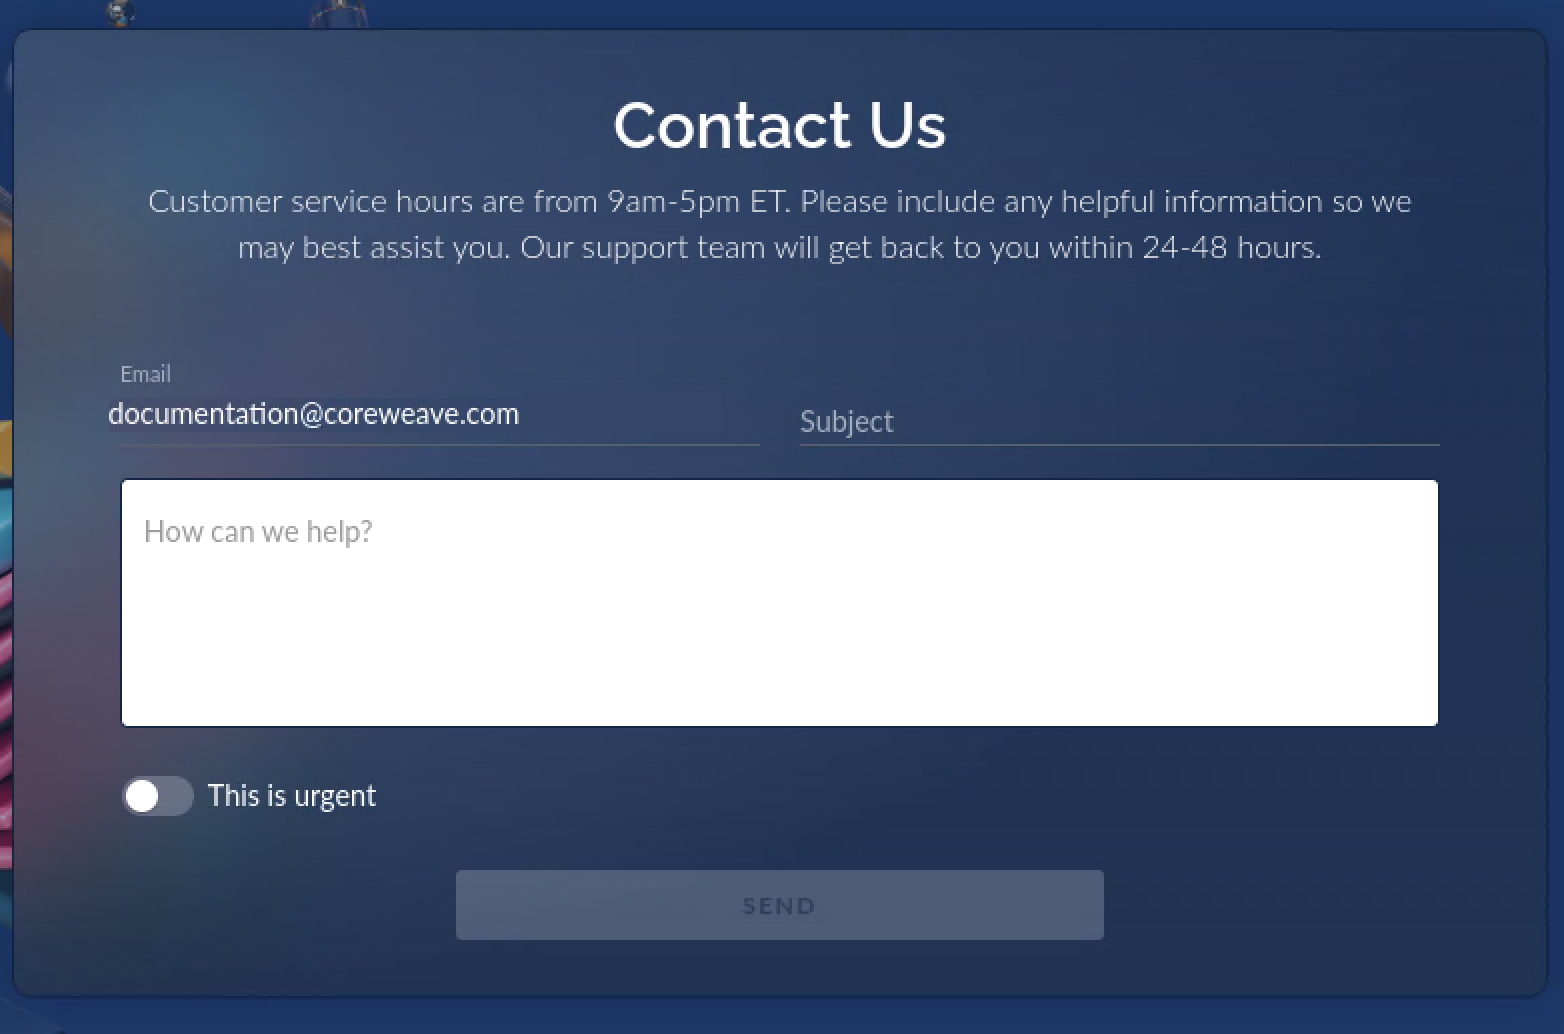 Contact Us
Customer service hours are from 9am-5pm ET. Please include any helpful information so we
may best assist you. Our support team will get back to you within 24-48 hours.
Email
documentation@coreweave.com
Subject
How can we help?
This is urgent
SEND